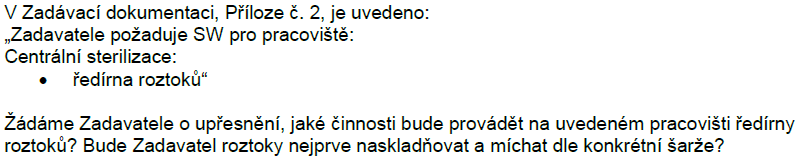 V Zadávací dokumentaci, Příloze č. 2, je uvedeno:
„Zadavatele požaduje SW pro pracoviště:
Centrální sterilizace:
• ředírna roztoků“
Žádáme Zadavatele o upřesnění, jaké činnosti bude provádět na uvedeném pracovišti ředírny
roztoků? Bude Zadavatel roztoky nejprve naskladňovat a míchat dle konkrétní šarže?